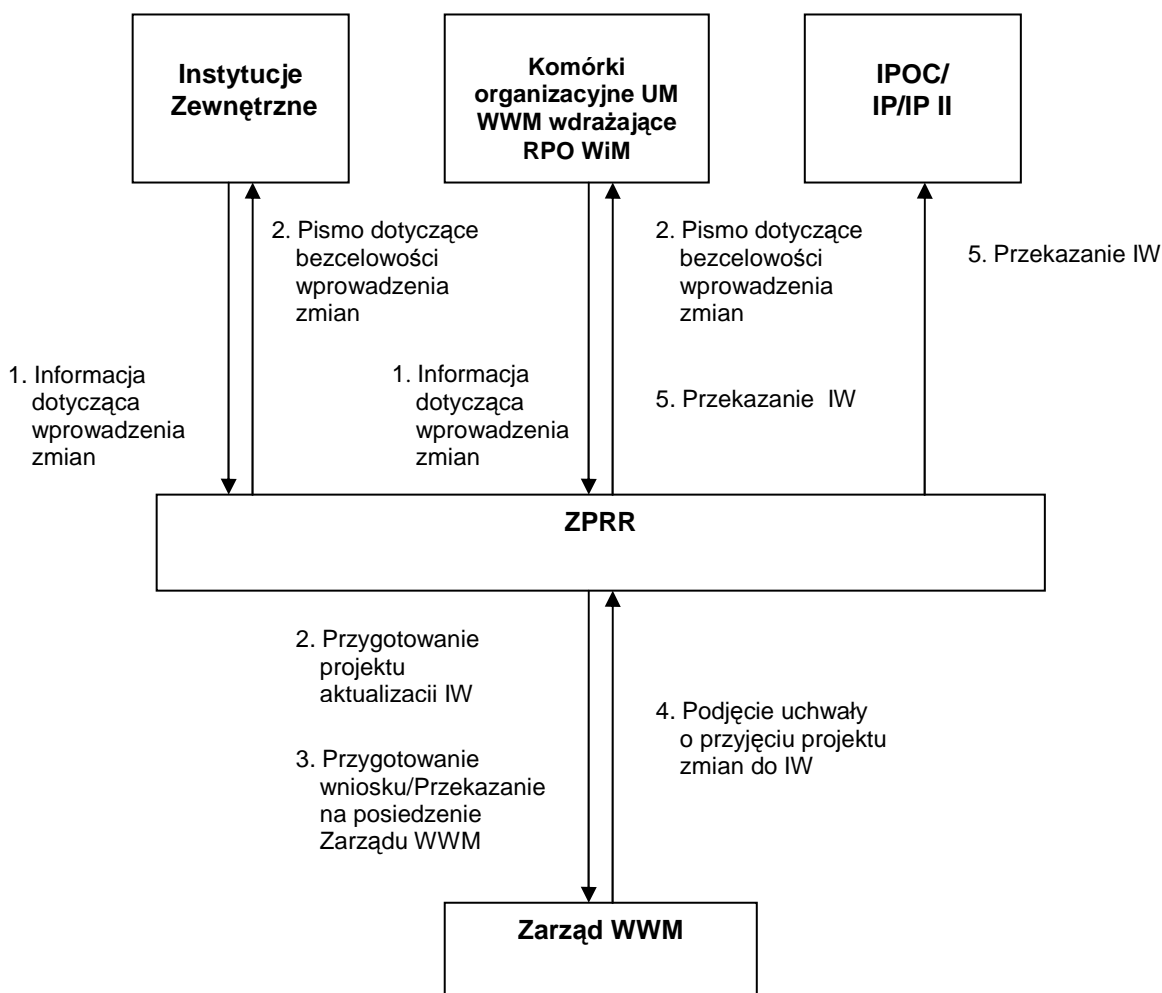 Instytucje
Zewnętrzne
Komórki
organizacyjne UM
WWM wdrażające
RPO WiM
IPOC/
IP/IP II
2. Pismo dotyczące
bezcelowości
wprowadzenia
zmian
2. Pismo dotyczące
bezcelowości
wprowadzenia
zmian
5. Przekazanie IW
1. Informacja
dotycząca
wprowadzenia
zmian
1. Informacja
dotycząca
wprowadzenia
zmian
5. Przekazanie IW
ZPRR
2. Przygotowanie
projektu
aktualizacii IW
3. Przygotowanie
wniosku/Przekazanie
na posiedzenie
Zarządu WWM
4. Podjęcie uchwały
o przyjęciu projektu
zmian do IW
Zarząd WWM